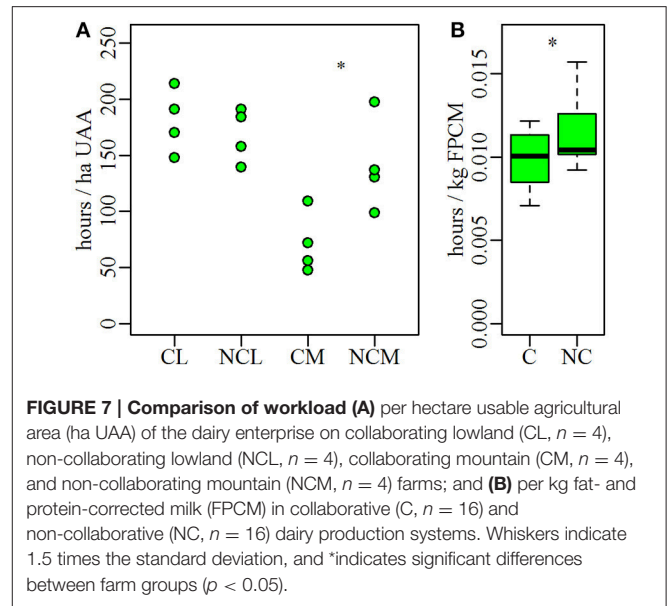 A
*
250
200
150
100
50
0
hours / ha UAA
CL NCL CM NCM
B
*
0.015
0.010
0.005
0.000
hours / kg FPCM
C NC
FIGURE 7 | Comparison of workload (A) per hectare usable agricultural
area (ha UAA) of the dairy enterprise on collaborating lowland (CL, n = 4),
non-collaborating lowland (NCL, n = 4), collaborating mountain (CM, n = 4),
and non-collaborating mountain (NCM, n = 4) farms; and (B) per kg fat- and
protein-corrected milk (FPCM) in collaborative (C, n = 16) and
non-collaborative (NC, n = 16) dairy production systems. Whiskers indicate
1.5 times the standard deviation, and *indicates significant differences
between farm groups (p < 0.05).